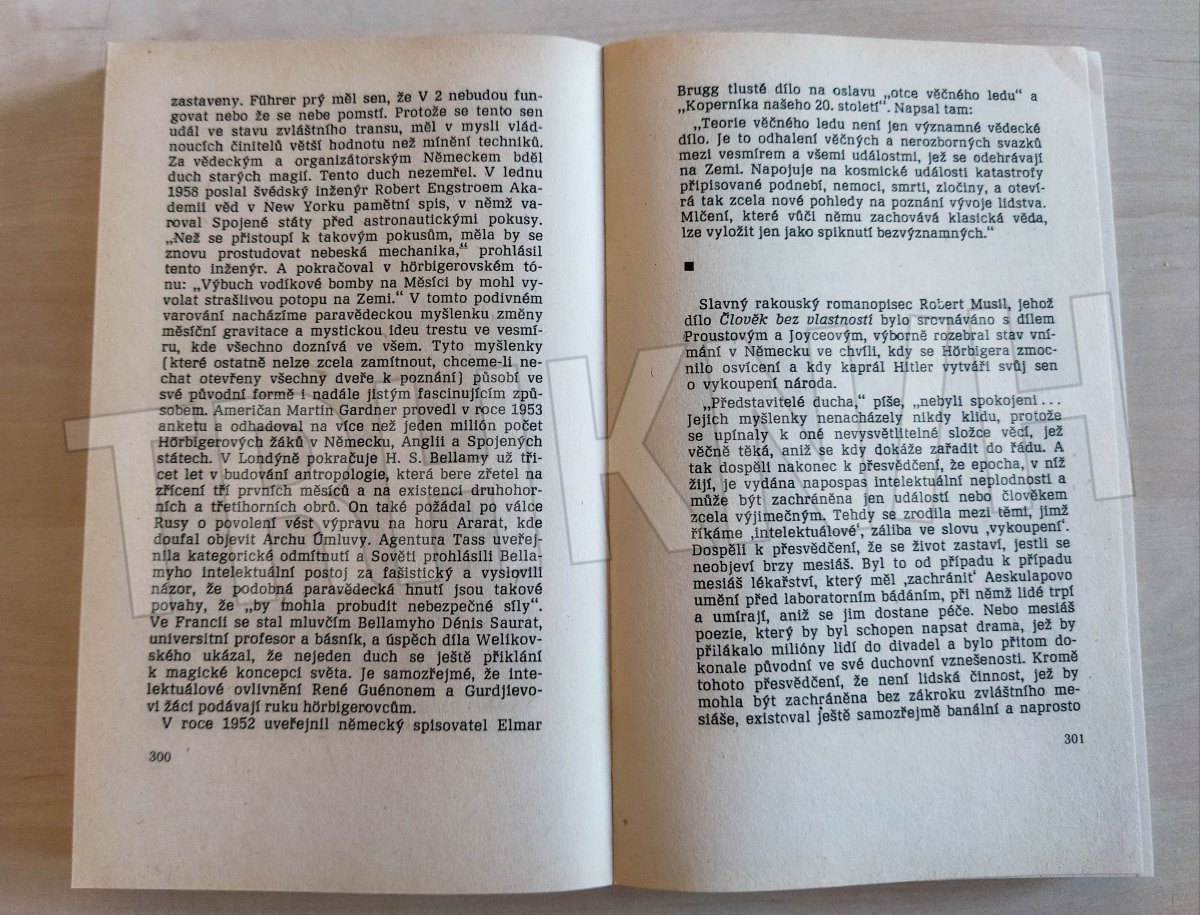 zastaveny. Führer prý měl sen, že V 2 nebudou fun-
govat nebo že se nebe pomstí. Protože se tento sen
udál ve stavu zvláštního transu, měl v mysli vlád-
noucích činitelů větší hodnotu než mínění techniků.
Za vědeckým a organizátorským Německem bděl
duch starých magií. Tento duch nezemřel. V lednu
1958 poslal švédský inženýr Robert Engstroem Aka-
demii věd v New Yorku pamětní spis, v němž va-
roval Spojené státy před astronautickými pokusy.
„Než se přistoupí k takovým pokusům, měla by se
znovu prostudovat nebeská mechanika,“ prohlásil
tento inženýr. A pokračoval v hörbigerovském tó-
nu: „Výbuch vodíkové bomby na Měsíci by mohl vy-
volat strašlivou potopu na Zemi.“ V tomto podivném
varování nacházíme paravědeckou myšlenku změny
měsíční gravitace a mystickou ideu trestu ve vesmí-
ru, kde všechno doznívá ve všem. Tyto myšlenky
(které ostatně nelze zcela zamítnout, chceme-li ne-
chat otevřeny všechny dveře k poznání) působí ve
své původní formě i nadále jistým fascinujícím způ-
sobem. Američan Martin Gardner provedl v roce 1953
anketu a odhadoval na více než jeden milión počet
Hörbigerových žáků v Německu, Anglii a Spojených
státech. V Londýně pokračuje H. S. Bellamy už tři-
cet let v budování antropologie, která bere zřetel na
zřícení tří prvních měsíců a na existenci druhohor-
ních a třetihorních obrů. On také požádal po válce
Rusy o povolení vést výpravu na horu Ararat, kde
doufal objevit Archu Úmluvy. Agentura Tass uveřej-
nila kategorické odmítnutí a Sověti prohlásili Bella-
myho intelektuální postoj za fašistický a vyslovili
názor, že podobná paravědecká hnutí jsou takové
povahy, že „by mohla probudit nebezpečné síly“.
Ve Francii se stal mluvčím Bellamyho Dénis Saurat,
universitní profesor a básník, a úspěch díla Welikov-
ského ukázal, že nejeden duch se ještě přiklání
k magické koncepci světa. Je samozřejmé, že inte-
lektuálové ovlivnění René Guénonem a Gurdjievo-
vi žáci podávají ruku hörbigerovcům.
V roce 1952 uveřejnil německý spisovatel Elmar
300
Brugg tlusté dílo na oslavu „otce věčného ledu“ a
„Koperníka našeho 20. století“. Napsal tam:
„Teorie věčného ledu není jen významné vědecké
dílo. Je to odhalení věčných a nerozborných svazků
mezi vesmírem a všemi událostmi, jež se odehrávají
na Zemi. Napojuje na kosmické události katastrofy
připisované podnebí, nemoci, smrti, zločiny, a oteví-
rá tak zcela nové pohledy na poznání vývoje lidstva.
Mlčení, které vůči němu zachovává klasická věda,
lze vyložit jen jako spiknutí bezvýznamných.“
Slavný rakouský romanopisec Robert Musil, jehož
dílo Člověk bez vlastností bylo srovnáváno s dílem
Proustovým a Joyceovým, výborně rozebral stav vní-
mání v Německu ve chvíli, kdy se Hörbigera zmoc-
nilo osvícení a kdy kaprál Hitler vytváří svůj sen
o vykoupení národa.
„Představitelé ducha,“ píše, „nebyli spokojeni...
Jejich myšlenky nenacházely nikdy klidu, protože
se upínaly k oné nevysvětlitelné složce věcí, jež
věčně těká, aniž se kdy dokáže zařadit do řádu. A
tak dospěli nakonec k přesvědčení, že epocha, v níž
žijí, je vydána napospas intelektuální neplodnosti a
může být zachráněna jen událostí nebo člověkem
zcela výjimečným. Tehdy se zrodila mezi těmi, jimž
říkáme ‚intelektuálové‘, záliba ve slovu ‚vykoupení‘.
Dospěli k přesvědčení, že se život zastaví, jestli se
neobjeví brzy mesiáš. Byl to od případu k případu
mesiáš lékařství, který měl ‚zachránit‘ Aeskulapovo
umění před laboratorním bádáním, při němž lidé trpí
a umírají, aniž se jim dostane péče. Nebo mesiáš
poezie, který by byl schopen napsat drama, jež by
přilákalo milióny lidí do divadel a bylo přitom do-
konale původní ve své duchovní vznešenosti. Kromě
tohoto přesvědčení, že není lidská činnost, jež by
mohla být zachráněna bez zákroku zvláštního me-
siáše, existoval ještě samozřejmě banální a naprosto
301
TRH KNIH